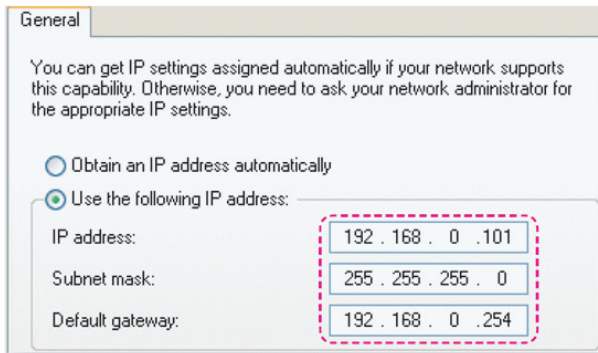 General
You can get IP settings assigned automatically if your network supports
this capability. Otherwise, you need to ask your network administrator for
the appropriate IP settings.
Obtain an IP address automatically
Use the following IP address:
IP address: 192 . 168 . 0 .101
Subnet mask: 255 . 255 . 255 . 0
Default gateway: 192 . 168 . 0 .254